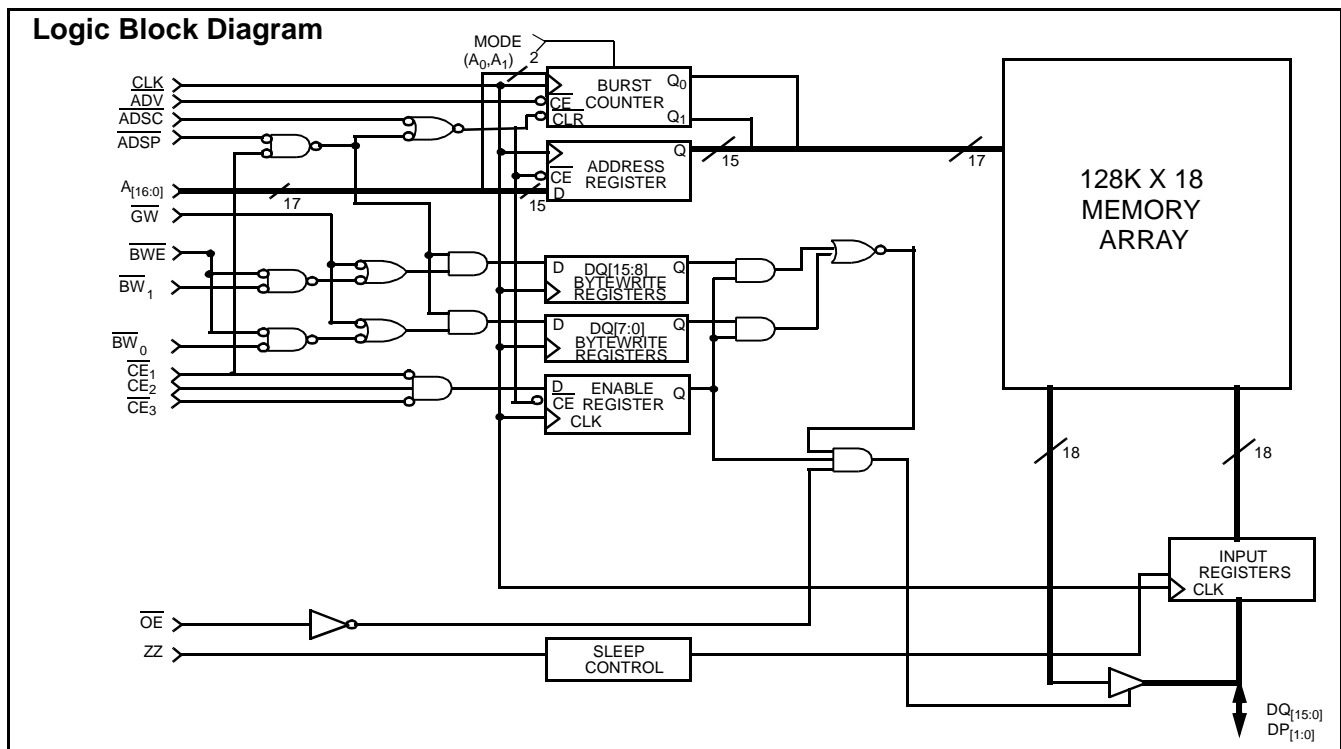 Logic Block Diagram
MODE
(A0,A1) 2
CLK
ADV
ADSC
ADSP
A[16:0]
GW
BWE
BW1
BW0
CE1
CE2
CE3
OE
ZZ
17
15
BURST
COUNTER
CE
CLR
Q0
Q1
ADDRESS
REGISTER
CE
D
Q
15
17
D DQ[15:8] Q
BYTEWRITE
REGISTERS
D DQ[7:0] Q
BYTEWRITE
REGISTERS
D ENABLE Q
CE REGISTER
CLK
SLEEP
CONTROL
128K X 18
MEMORY
ARRAY
18
18
INPUT
REGISTERS
CLK
DQ[15:0]
DP[1:0]